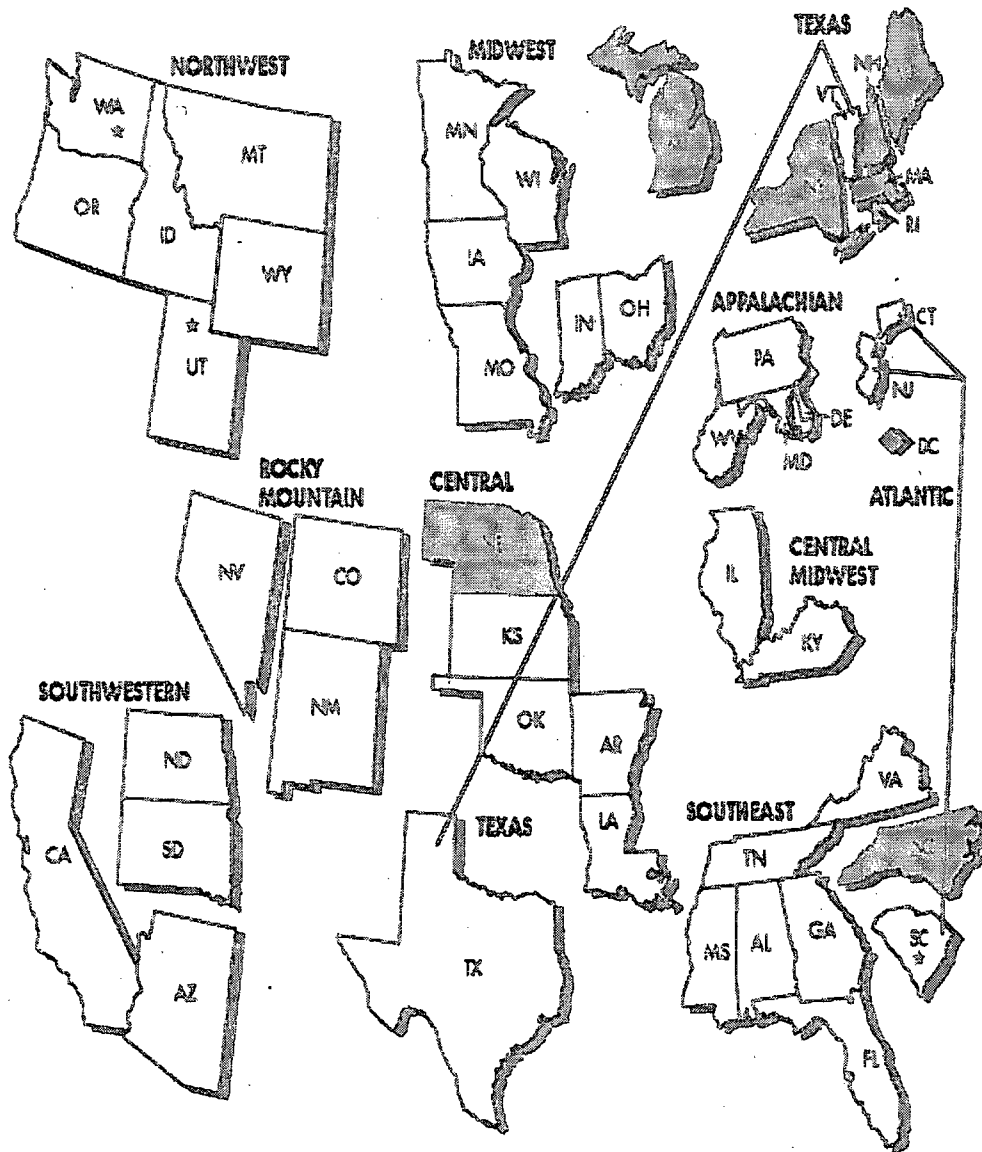 TEXAS
NORTHWEST
MIDWEST
NH
WA
VT
MT
MN
OR
WI
NY
MA
ID
RI
WY
IA
OH
IN
APPALACHIAN
CT
UT
MO
PA
NJ
DE
WV
MD
DC
ROCKY
MOUNTAIN
CENTRAL
ATLANTIC
NE
NV
CO
IL
CENTRAL
MIDWEST
KS
KY
SOUTHWESTERN
NM
OK
ND
AR
VA
TEXAS
LA
SOUTHEAST
CA
SD
TN
NC
GA
SC
MS
AL
TX
AZ
FL